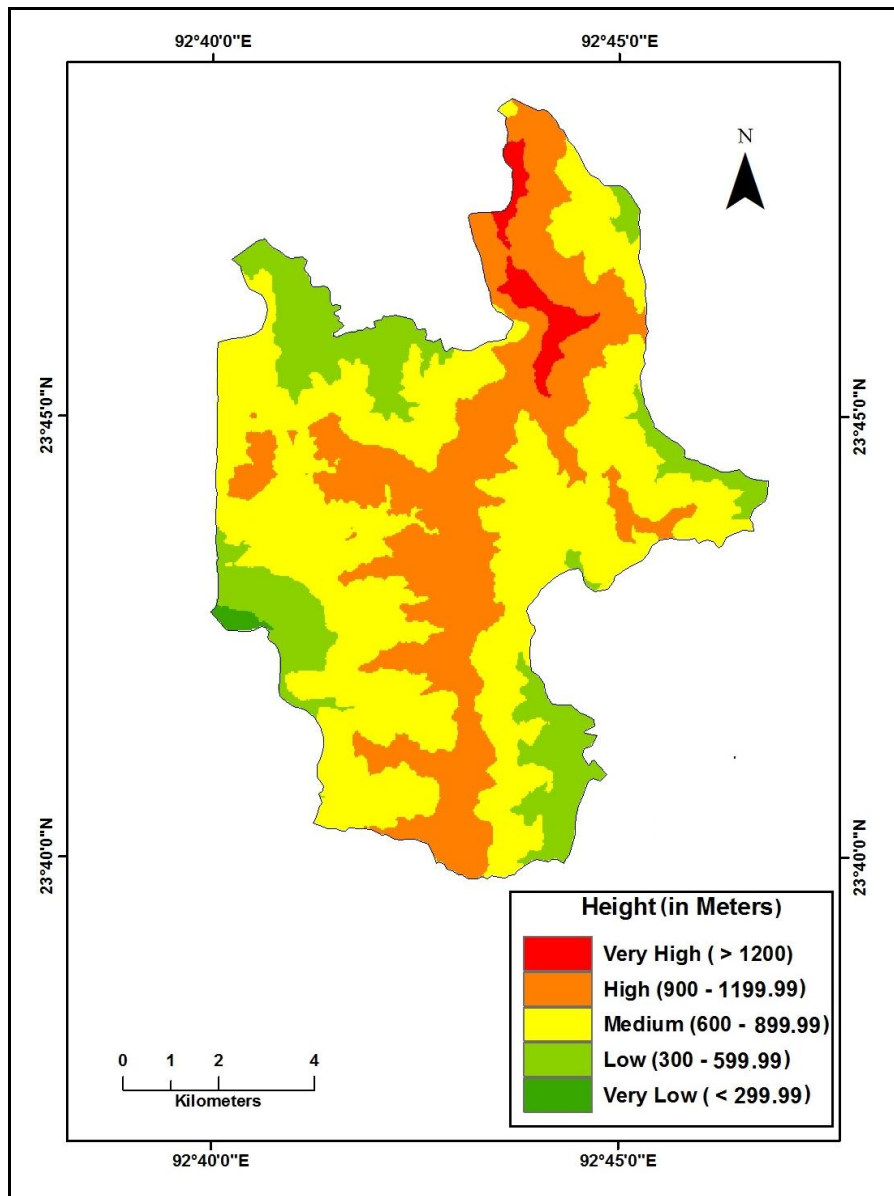 92°40'0"E 92°45'0"E
N
23°45'0"N 23°45'0"N
23°40'0"N 23°40'0"N
Height (in Meters)
Very High ( > 1200)
High (900 - 1199.99)
Medium (600 - 899.99)
Low (300 - 599.99)
Very Low ( < 299.99)
0 1 2 4
Kilometers
92°40'0"E 92°45'0"E